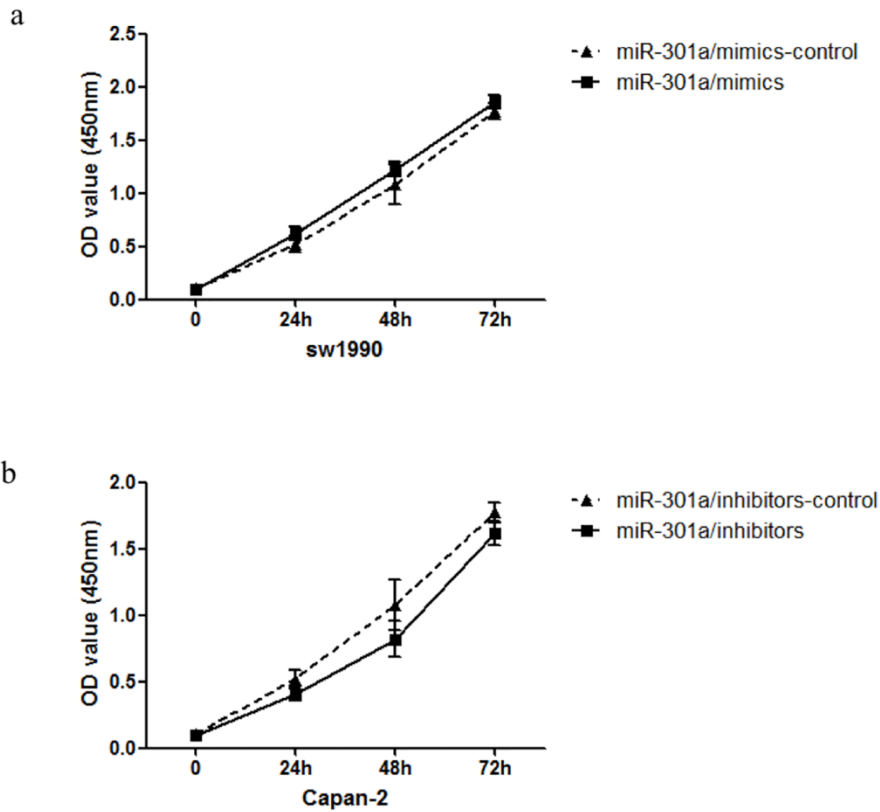 a
2.5
2.0
1.5
1.0
0.5
0.0
OD value (450nm)
0 24h 48h 72h
sw1990
miR-301a/mimics-control
miR-301a/mimics
b
2.0
1.5
1.0
0.5
0.0
OD value (450nm)
0 24h 48h 72h
Capan-2
miR-301a/inhibitors-control
miR-301a/inhibitors